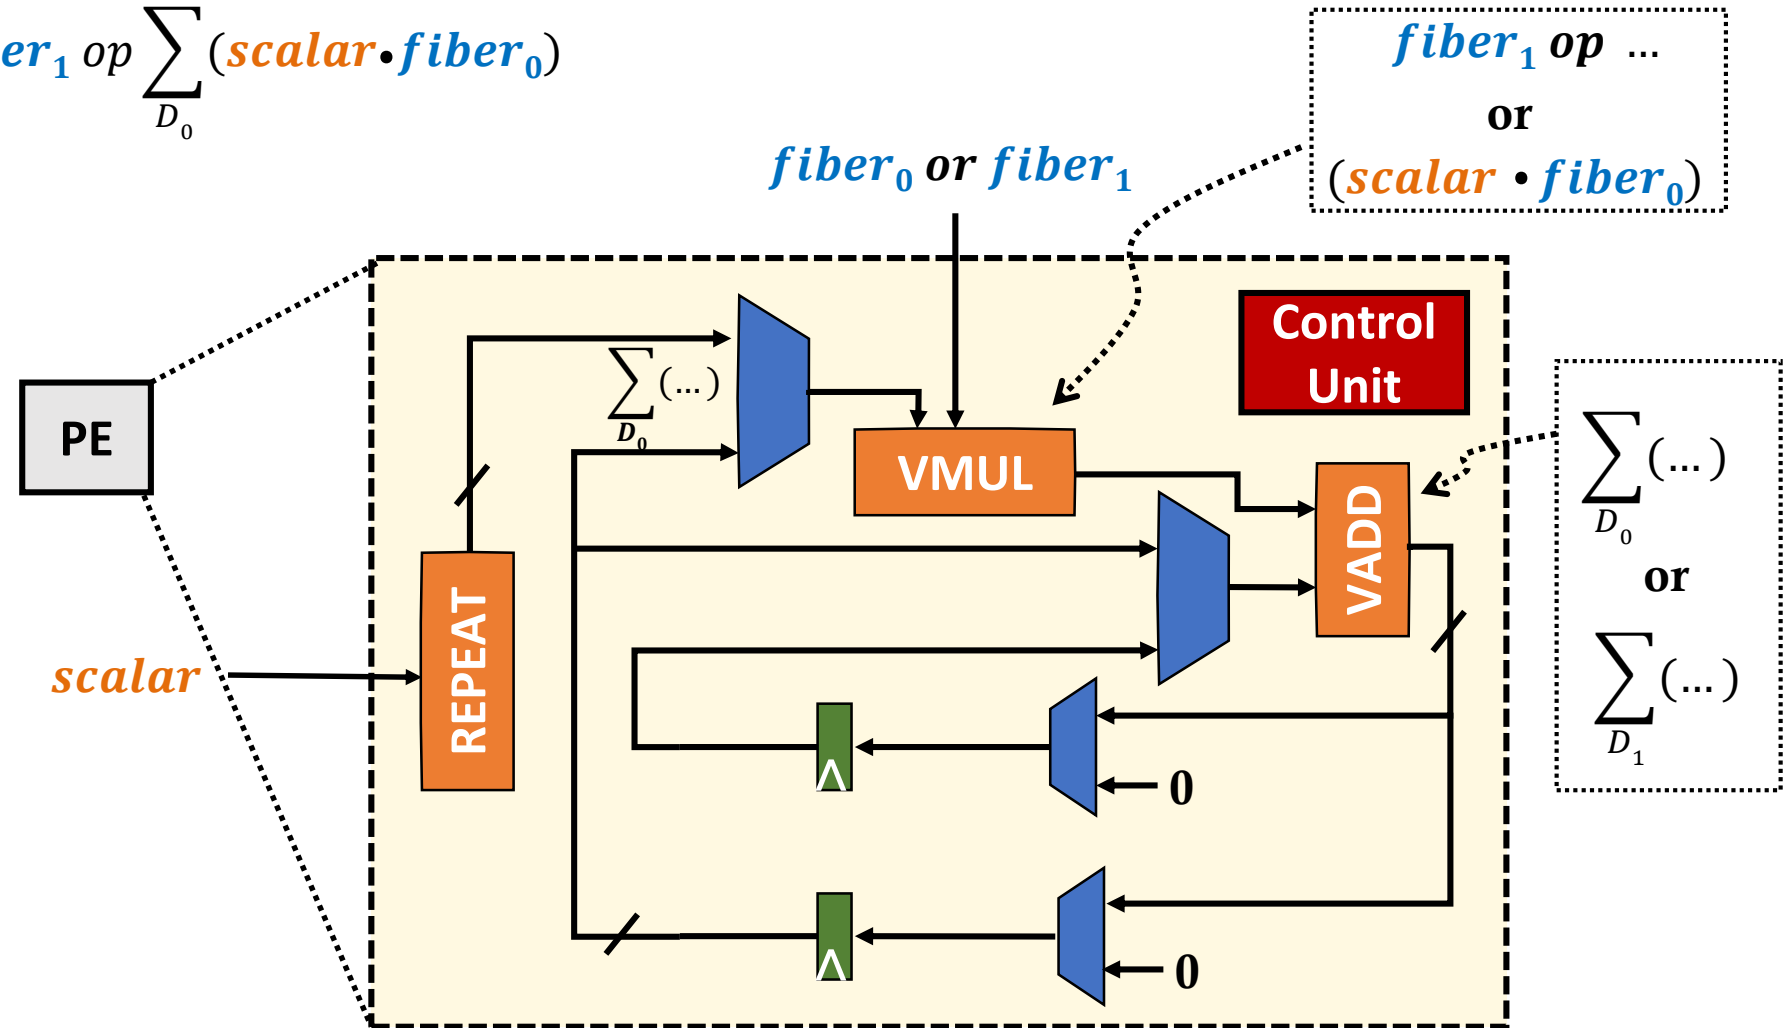 er₁ op ∑(scalar • fiber₀)
D₀
fiber₁ op ...
or
(scalar • fiber₀)
fiber₀ or fiber₁
Control
Unit
∑(...)
D₀
PE
VMUL
VADD
∑(...)
D₀
or
∑(...)
D₁
REPEAT
scalar
0
0